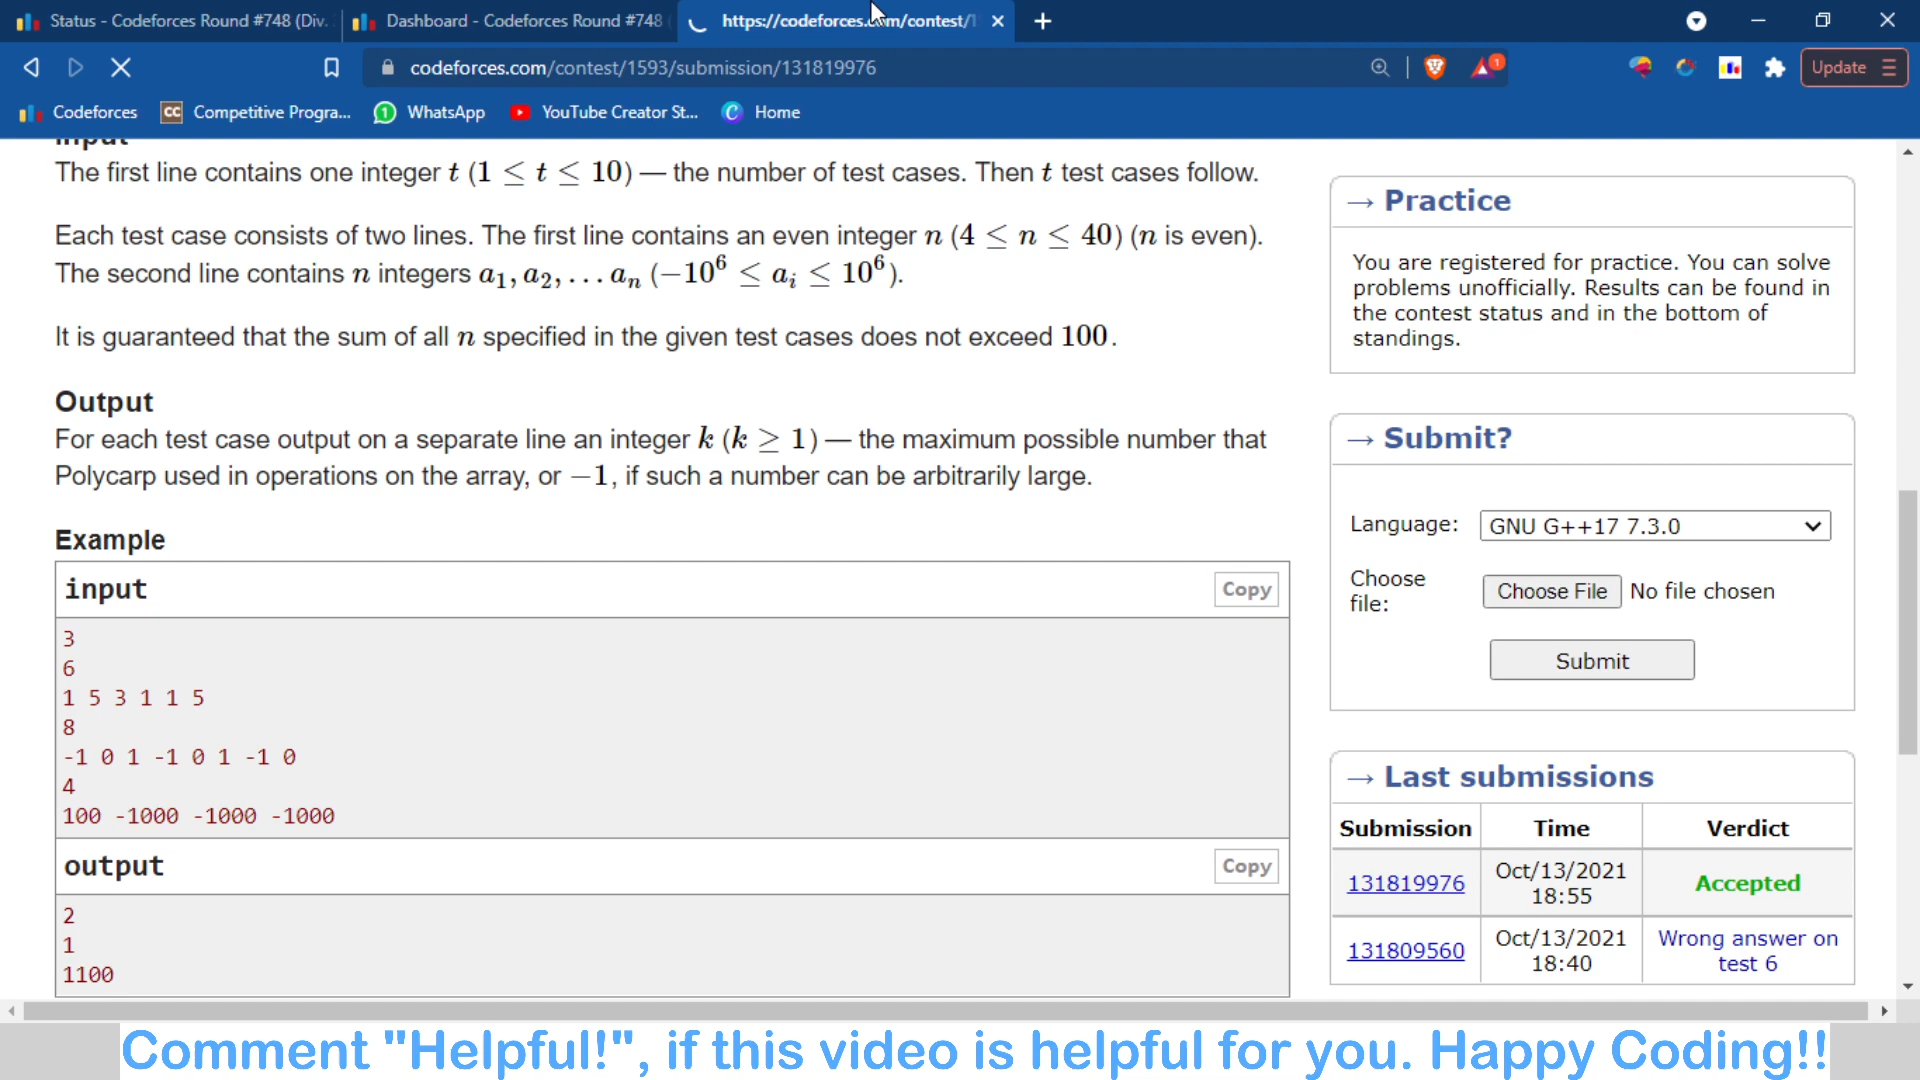 Status - Codeforces Round #748 (Div.
Dashboard - Codeforces Round #748
https://codeforces.com/contest/1
codeforces.com/contest/1593/submission/131819976
1
Update
Codeforces
CC
Competitive Progra...
1
WhatsApp
YouTube Creator St...
Home
Input
The first line contains one integer t (1 ≤ t ≤ 10) — the number of test cases. Then t test cases follow.
Each test case consists of two lines. The first line contains an even integer n (4 ≤ n ≤ 40) (n is even).
The second line contains n integers a₁, a₂, … aₙ (−10⁶ ≤ aᵢ ≤ 10⁶).
It is guaranteed that the sum of all n specified in the given test cases does not exceed 100.
Output
For each test case output on a separate line an integer k (k ≥ 1) — the maximum possible number that
Polycarp used in operations on the array, or −1, if such a number can be arbitrarily large.
Example
input
Copy
3
6
1 5 3 1 1 5
8
-1 0 1 -1 0 1 -1 0
4
100 -1000 -1000 -1000
output
Copy
2
1
1100
→ Practice
You are registered for practice. You can solve
problems unofficially. Results can be found in
the contest status and in the bottom of
standings.
→ Submit?
Language:
GNU G++17 7.3.0
Choose
file:
Choose File No file chosen
Submit
→ Last submissions
Submission Time Verdict
131819976
Oct/13/2021
18:55
Accepted
131809560
Oct/13/2021
18:40
Wrong answer on
test 6
Comment "Helpful!", if this video is helpful for you. Happy Coding!!